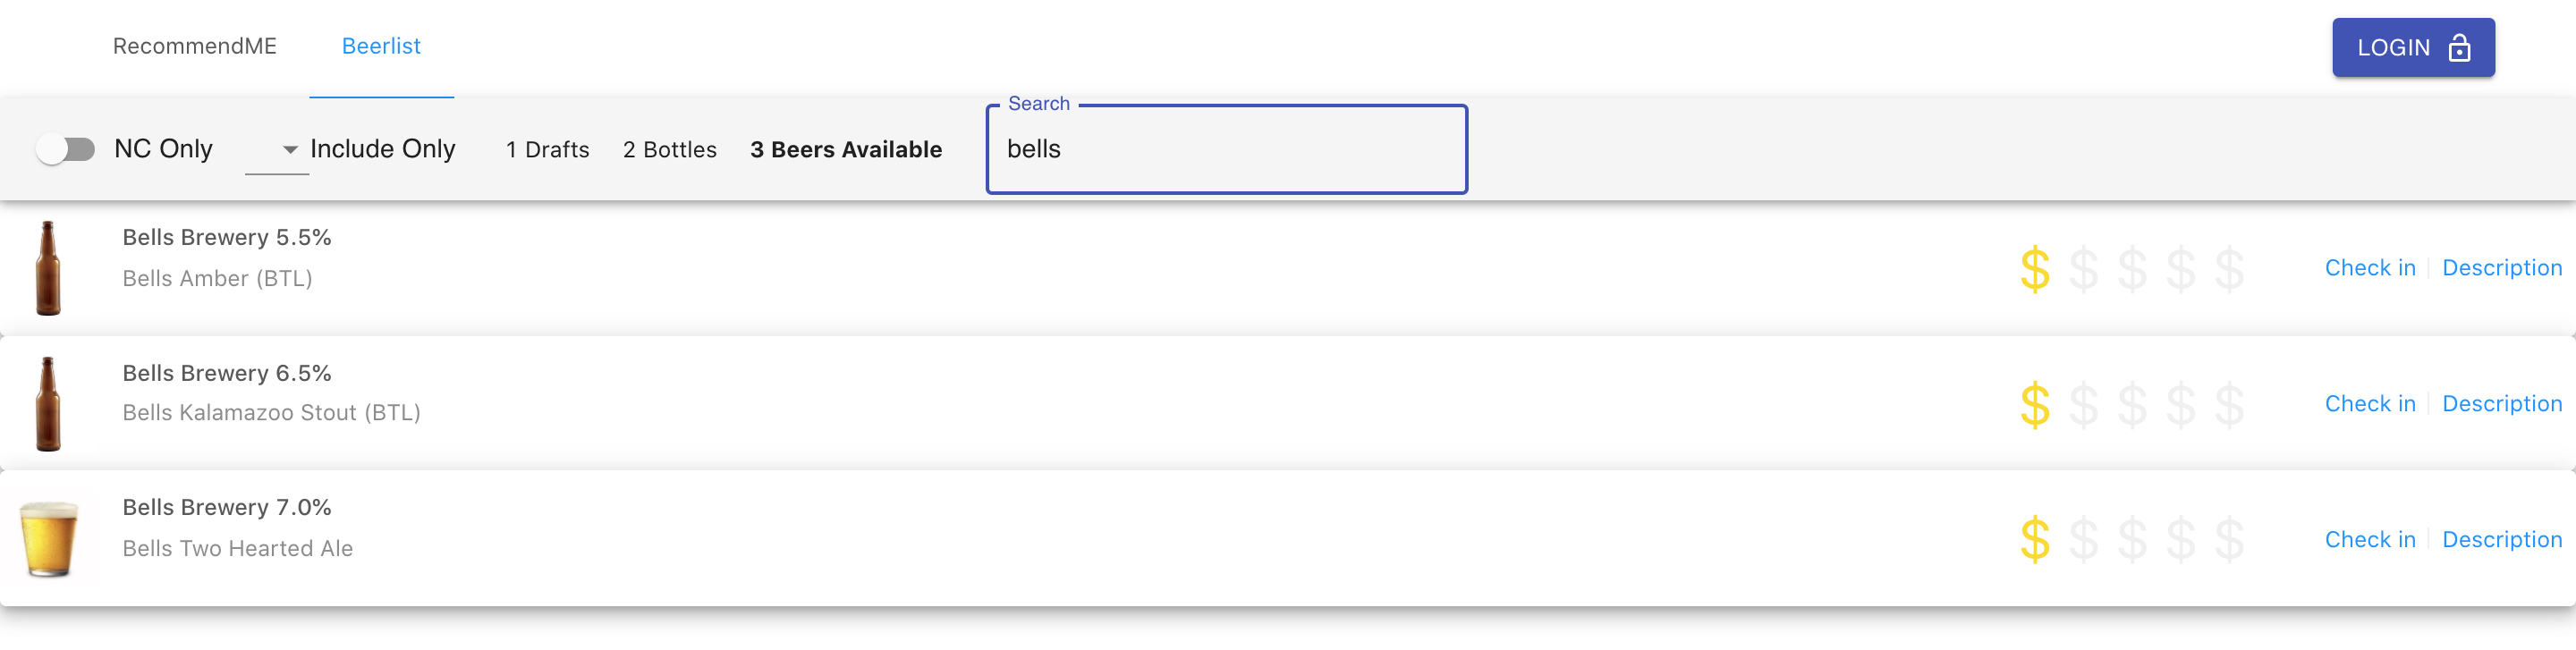 RecommendME Beerlist LOGIN
Search
NC Only Include Only 1 Drafts 2 Bottles 3 Beers Available bells
Bells Brewery 5.5%
Bells Amber (BTL)
$ $ $ $ $ Check in Description
Bells Brewery 6.5%
Bells Kalamazoo Stout (BTL)
$ $ $ $ $ Check in Description
Bells Brewery 7.0%
Bells Two Hearted Ale
$ $ $ $ $ Check in Description